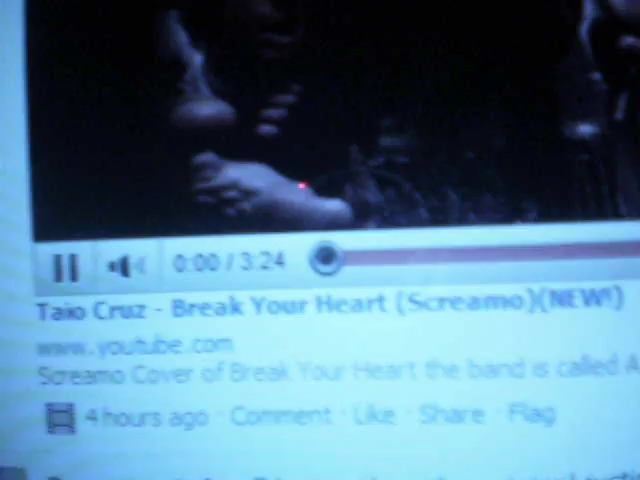 0:00 / 3:24
Taio Cruz - Break Your Heart (Screamo)(NEW!)
www.youtube.com
Screamo Cover of Break Your Heart the band is called A
4 hours ago · Comment · Like · Share · Flag